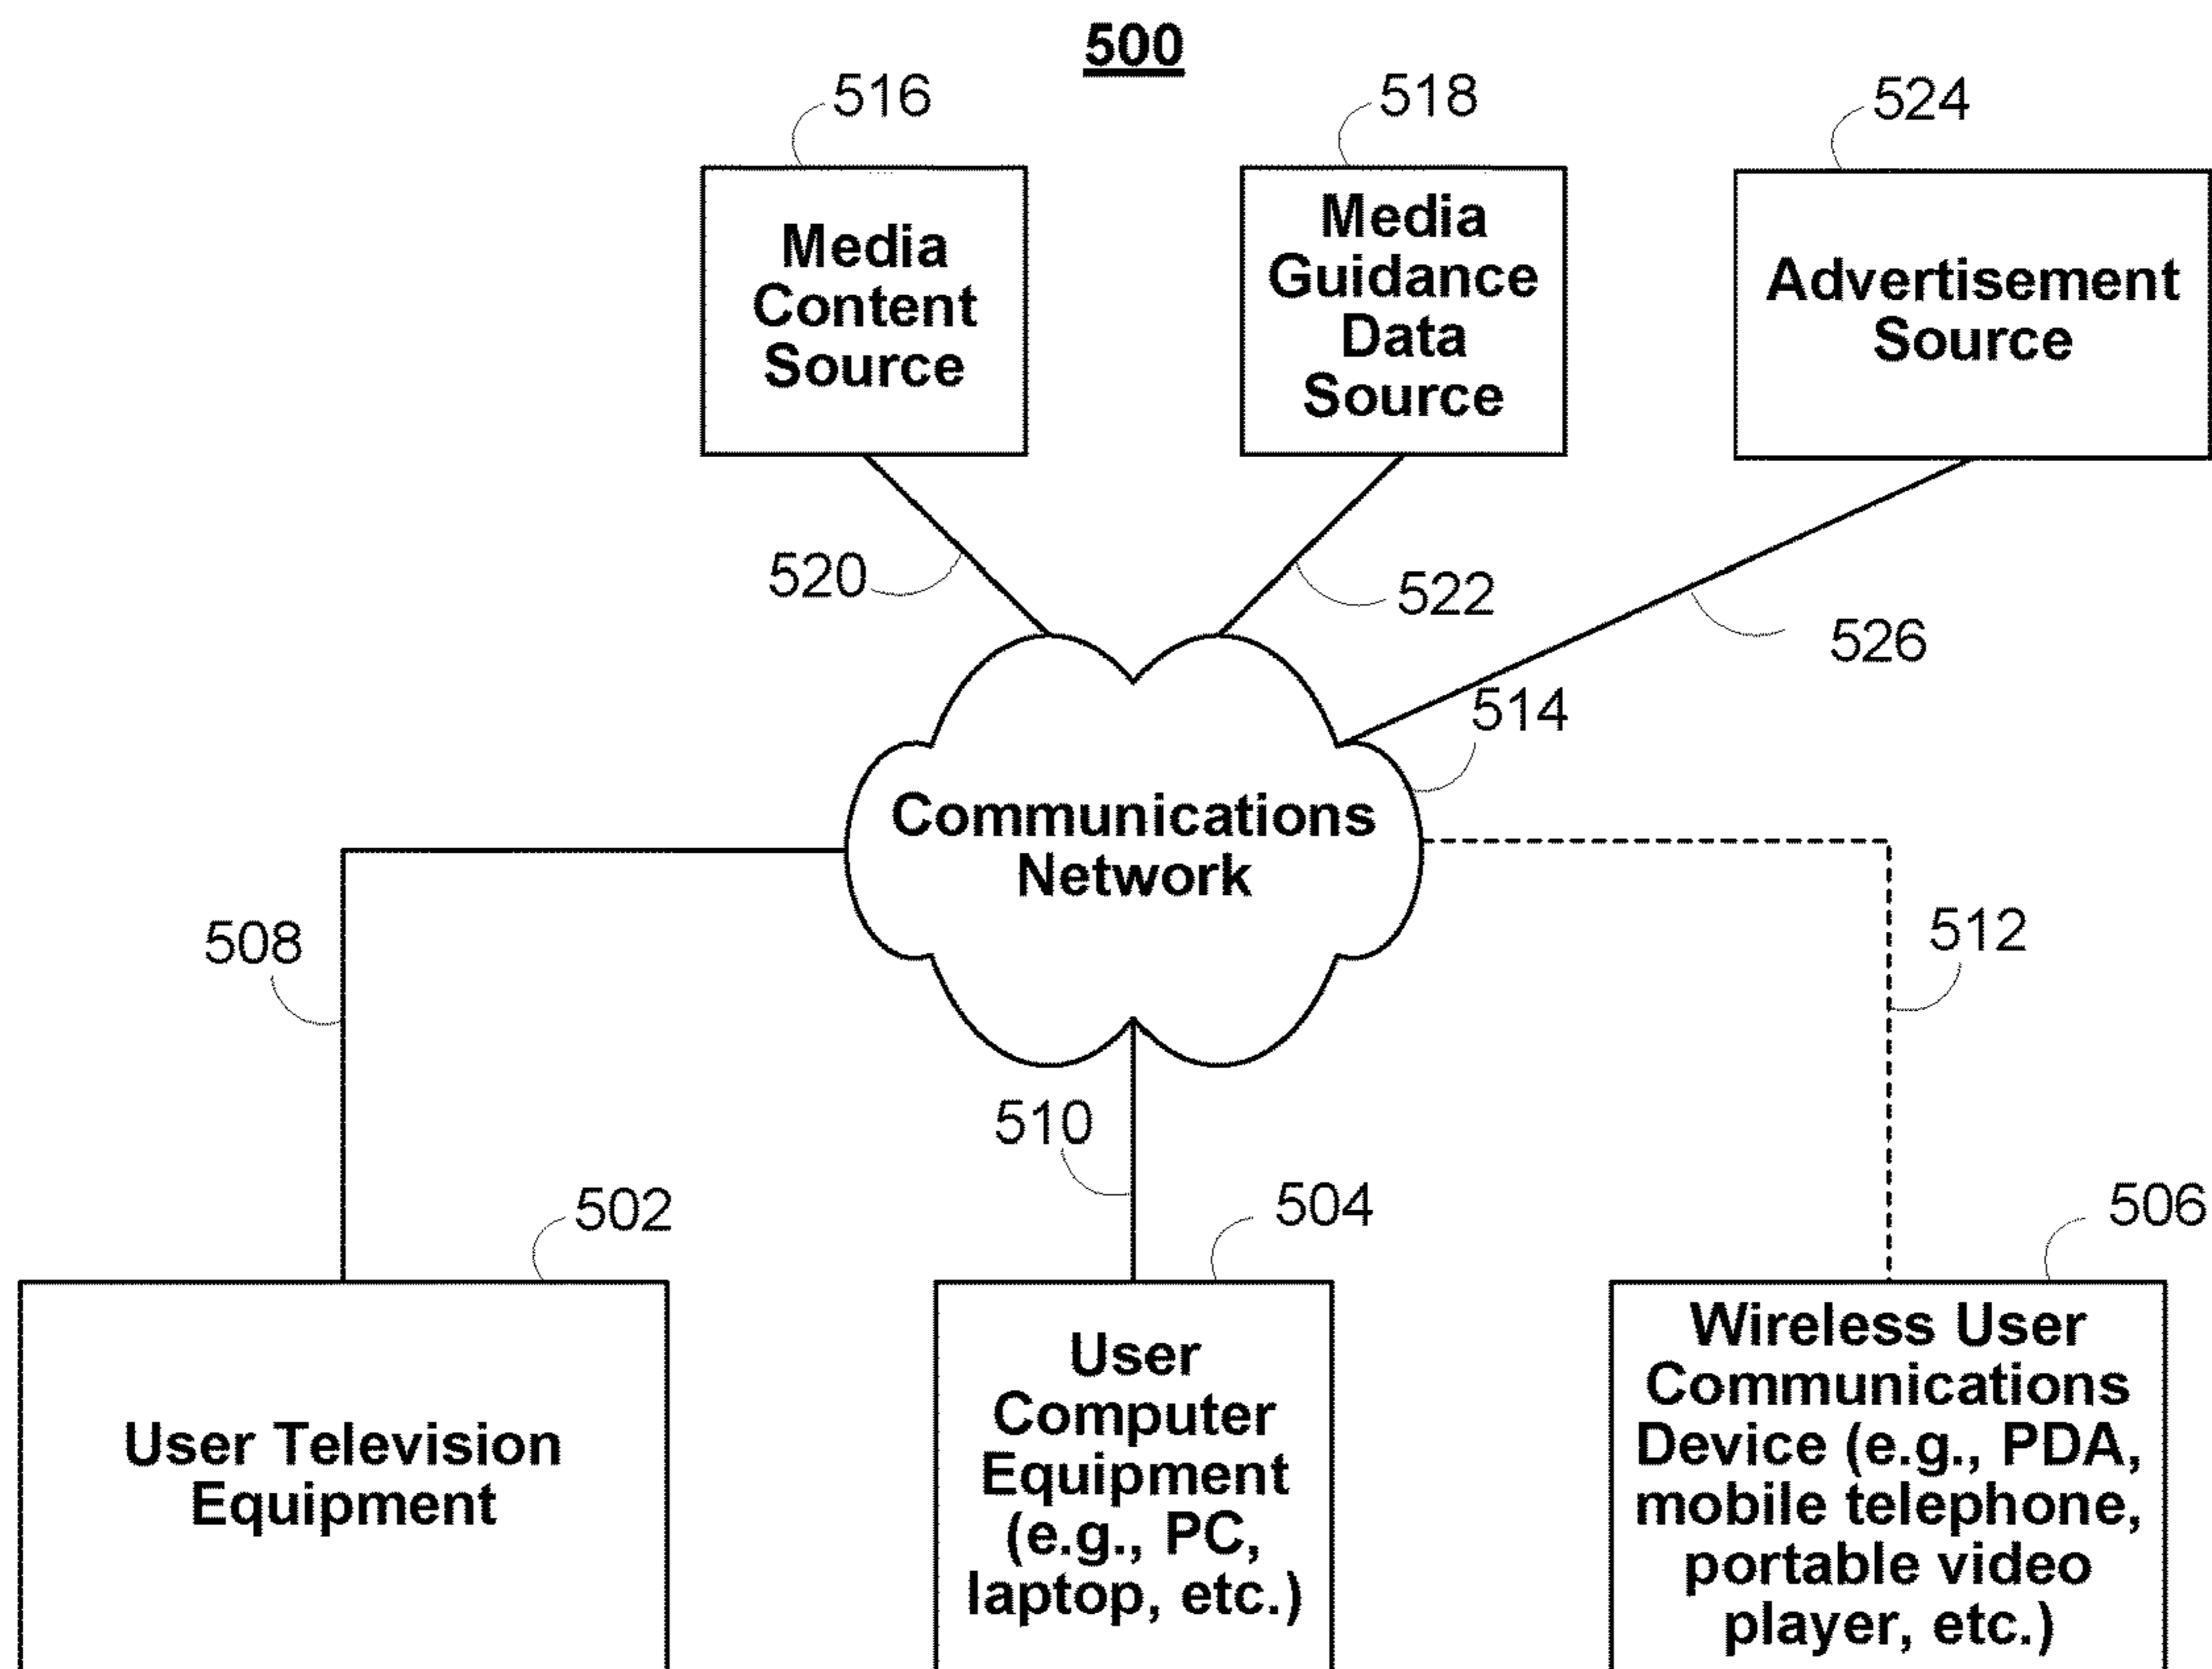 500
516
518
524
Media
Content
Source
Media
Guidance
Data
Source
Advertisement
Source
520
522
526
514
Communications
Network
508
512
510
502
504
506
User Television
Equipment
User
Computer
Equipment
(e.g., PC,
laptop, etc.)
Wireless User
Communications
Device (e.g., PDA,
mobile telephone,
portable video
player, etc.)